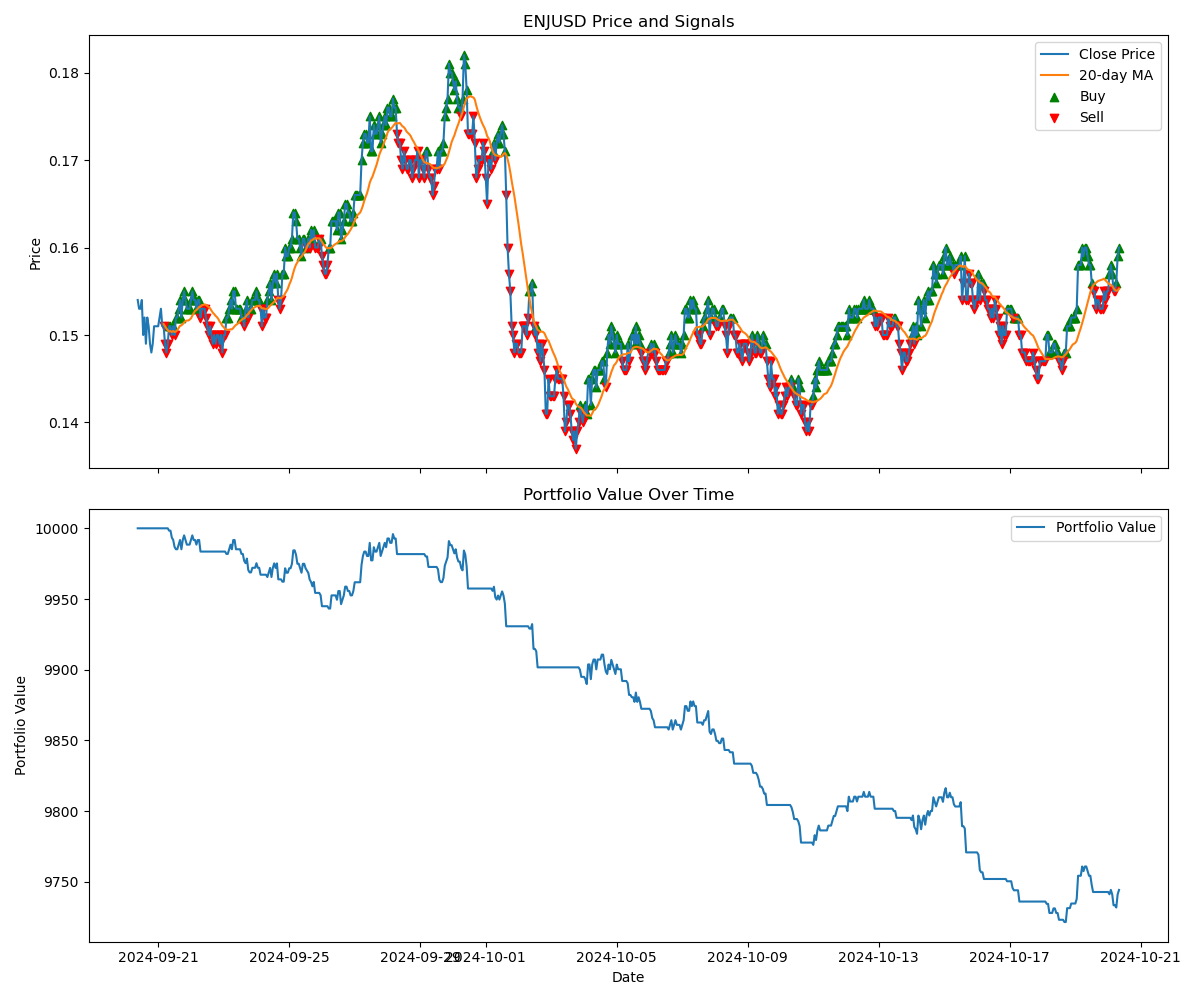 ENJUSD Price and Signals
Close Price
20-day MA
Buy
Sell
0.18
0.17
0.16
0.15
0.14
Price
Portfolio Value Over Time
Portfolio Value
10000
9950
9900
9850
9800
9750
Portfolio Value
2024-09-21 2024-09-25 2024-09-29 2024-10-01 2024-10-05 2024-10-09 2024-10-13 2024-10-17 2024-10-21
Date